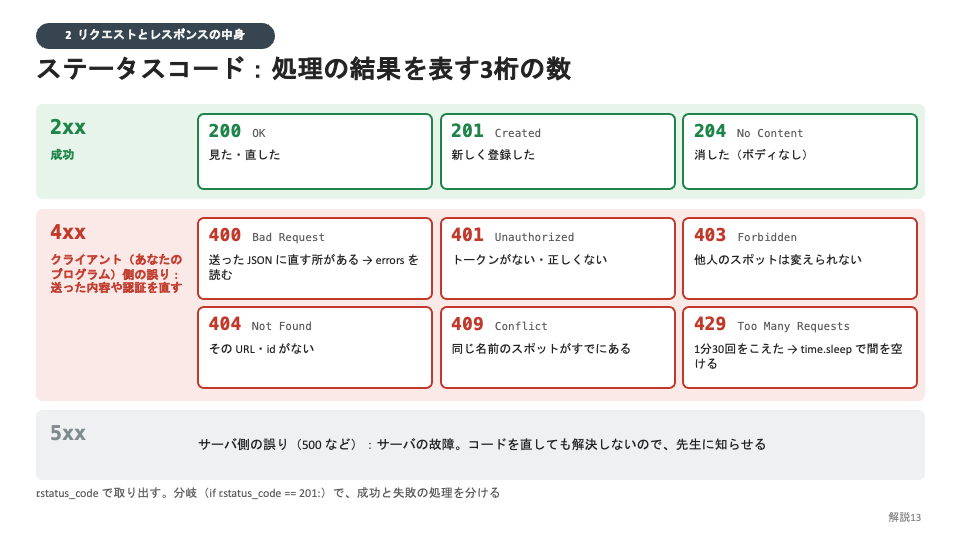 2 リクエストとレスポンスの中身
ステータスコード：処理の結果を表す3桁の数
2xx
成功
200 OK
見た・直した
201 Created
新しく登録した
204 No Content
消した（ボディなし）
4xx
クライアント（あなたの
プログラム）側の誤り：
送った内容や認証を直す
400 Bad Request
送った JSON に直す所がある → errors を
読む
401 Unauthorized
トークンがない・正しくない
403 Forbidden
他人のスポットは変えられない
404 Not Found
その URL・id がない
409 Conflict
同じ名前のスポットがすでにある
429 Too Many Requests
1分30回をこえた → time.sleep で間を空
ける
5xx
サーバ側の誤り（500 など）：サーバの故障。コードを直しても解決しないので、先生に知らせる
r.status_code で取り出す。分岐（if r.status_code == 201:）で、成功と失敗の処理を分ける
解説13